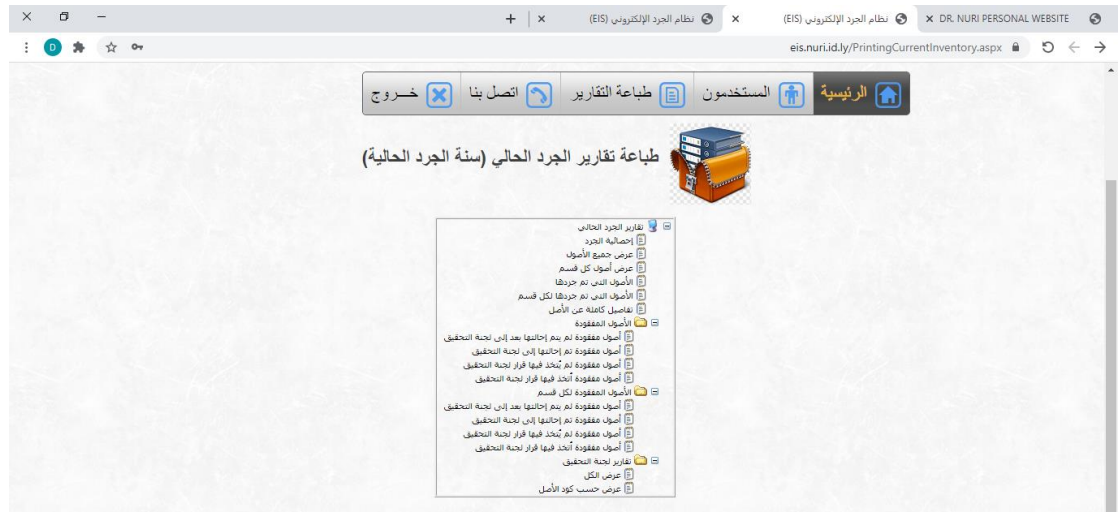 DR. NURI PERSONAL WEBSITE
نظام الجرد الإلكتروني (EIS)
نظام الجرد الإلكتروني (EIS)
eis.nuri.id.ly/PrintingCurrentInventory.aspx
D
الرئيسية
المستخدمون
طباعة التقارير
اتصل بنا
خــروج
طباعة تقارير الجرد الحالي (سنة الجرد الحالية)
تقارير الجرد الحالي
إحصائية الجرد
عرض جميع الأصول
عرض أصول كل قسم
الأصول التي تم جردها
الأصول التي تم جردها لكل قسم
تفاصيل كاملة عن الأصل
الأصول المفقودة
أصول مفقودة لم يتم إحالتها بعد إلى لجنة التحقيق
أصول مفقودة تم إحالتها إلى لجنة التحقيق
أصول مفقودة لم يُتخذ فيها قرار لجنة التحقيق
أصول مفقودة أتخذ فيها قرار لجنة التحقيق
الأصول المفقودة لكل قسم
أصول مفقودة لم يتم إحالتها بعد إلى لجنة التحقيق
أصول مفقودة تم إحالتها إلى لجنة التحقيق
أصول مفقودة لم يُتخذ فيها قرار لجنة التحقيق
أصول مفقودة أتخذ فيها قرار لجنة التحقيق
تقارير لجنة التحقيق
عرض الكل
عرض حسب كود الأصل